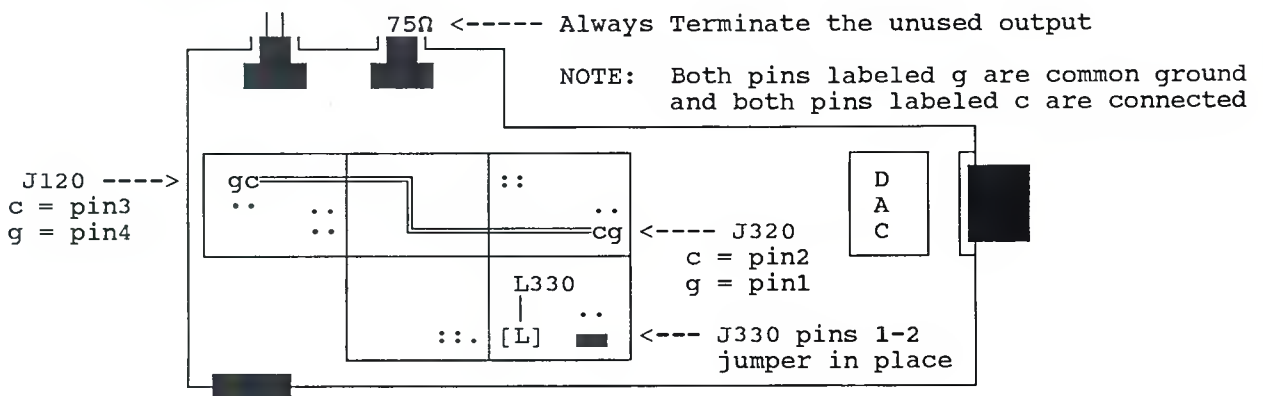 75Ω <----- Always Terminate the unused output
NOTE: Both pins labeled g are common ground
and both pins labeled c are connected
J120 ---->
c = pin3
g = pin4
gc
::
D
A
C
cg
<---- J320
c = pin2
g = pin1
L330
|
[L]
::.
<--- J330 pins 1-2
jumper in place